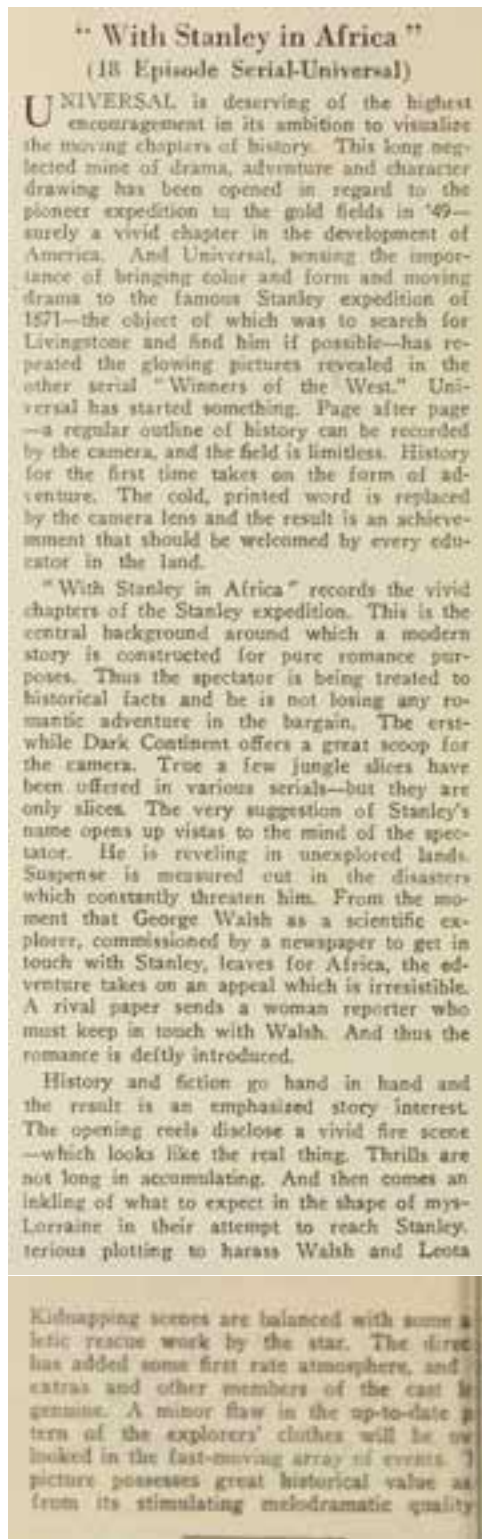 “ With Stanley in Africa ”
(18 Episode Serial-Universal)
UNIVERSAL is deserving of the highest
encouragement in its ambition to visualize
the moving chapters of history. This long neg-
lected mine of drama, adventure and character
drawing has been opened in regard to the
pioneer expedition to the gold fields in '49—
surely a vivid chapter in the development of
America. And Universal, sensing the impor-
tance of bringing color and form and moving
drama to the famous Stanley expedition of
1871—the object of which was to search for
Livingstone and find him if possible—has re-
peated the glowing pictures revealed in the
other serial “Winners of the West.” Uni-
versal has started something. Page after page
—a regular outline of history can be recorded
by the camera, and the field is limitless. History
for the first time takes on the form of ad-
venture. The cold, printed word is replaced
by the camera lens and the result is an achieve-
mment that should be welcomed by every edu-
cator in the land.
“With Stanley in Africa” records the vivid
chapters of the Stanley expedition. This is the
central background around which a modern
story is constructed for pure romance pur-
poses. Thus the spectator is being treated to
historical facts and he is not losing any ro-
mantic adventure in the bargain. The erst-
while Dark Continent offers a great scoop for
the camera. True a few jungle slices have
been offered in various serials—but they are
only slices. The very suggestion of Stanley's
name opens up vistas to the mind of the spec-
tator. He is reveling in unexplored lands.
Suspense is measured out in the disasters
which constantly threaten him. From the mo-
ment that George Walsh as a scientific ex-
plorer, commissioned by a newspaper to get in
touch with Stanley, leaves for Africa, the ed-
venture takes on an appeal which is irresistible.
A rival paper sends a woman reporter who
must keep in touch with Walsh. And thus the
romance is deftly introduced.
History and fiction go hand in hand and
the result is an emphasized story interest.
The opening reels disclose a vivid fire scene
—which looks like the real thing. Thrills are
not long in accumulating. And then comes an
inkling of what to expect in the shape of mys-
Lorraine in their attempt to reach Stanley.
terious plotting to harass Walsh and Leota
Kidnapping scenes are balanced with some a
letic rescue work by the star. The direc
has added some first rate atmosphere, and
extras and other members of the cast
genuine. A minor flaw in the up-to-date p
tern of the explorers' clothes will be ov
looked in the fast-moving array of events. T
picture possesses great historical value as
from its stimulating melodramatic quality